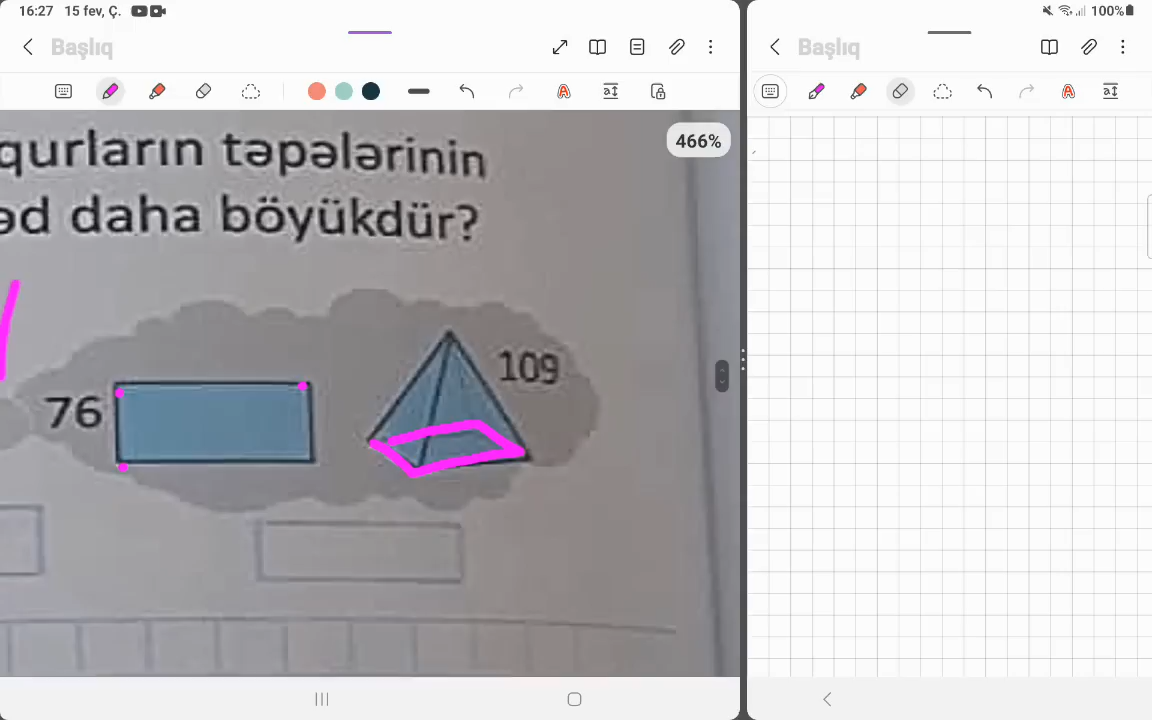 16:27 15 fev, Ç.
100%
Başlıq
Başlıq
466%
qurların təpələrinin
əd daha böyükdür?
76
109